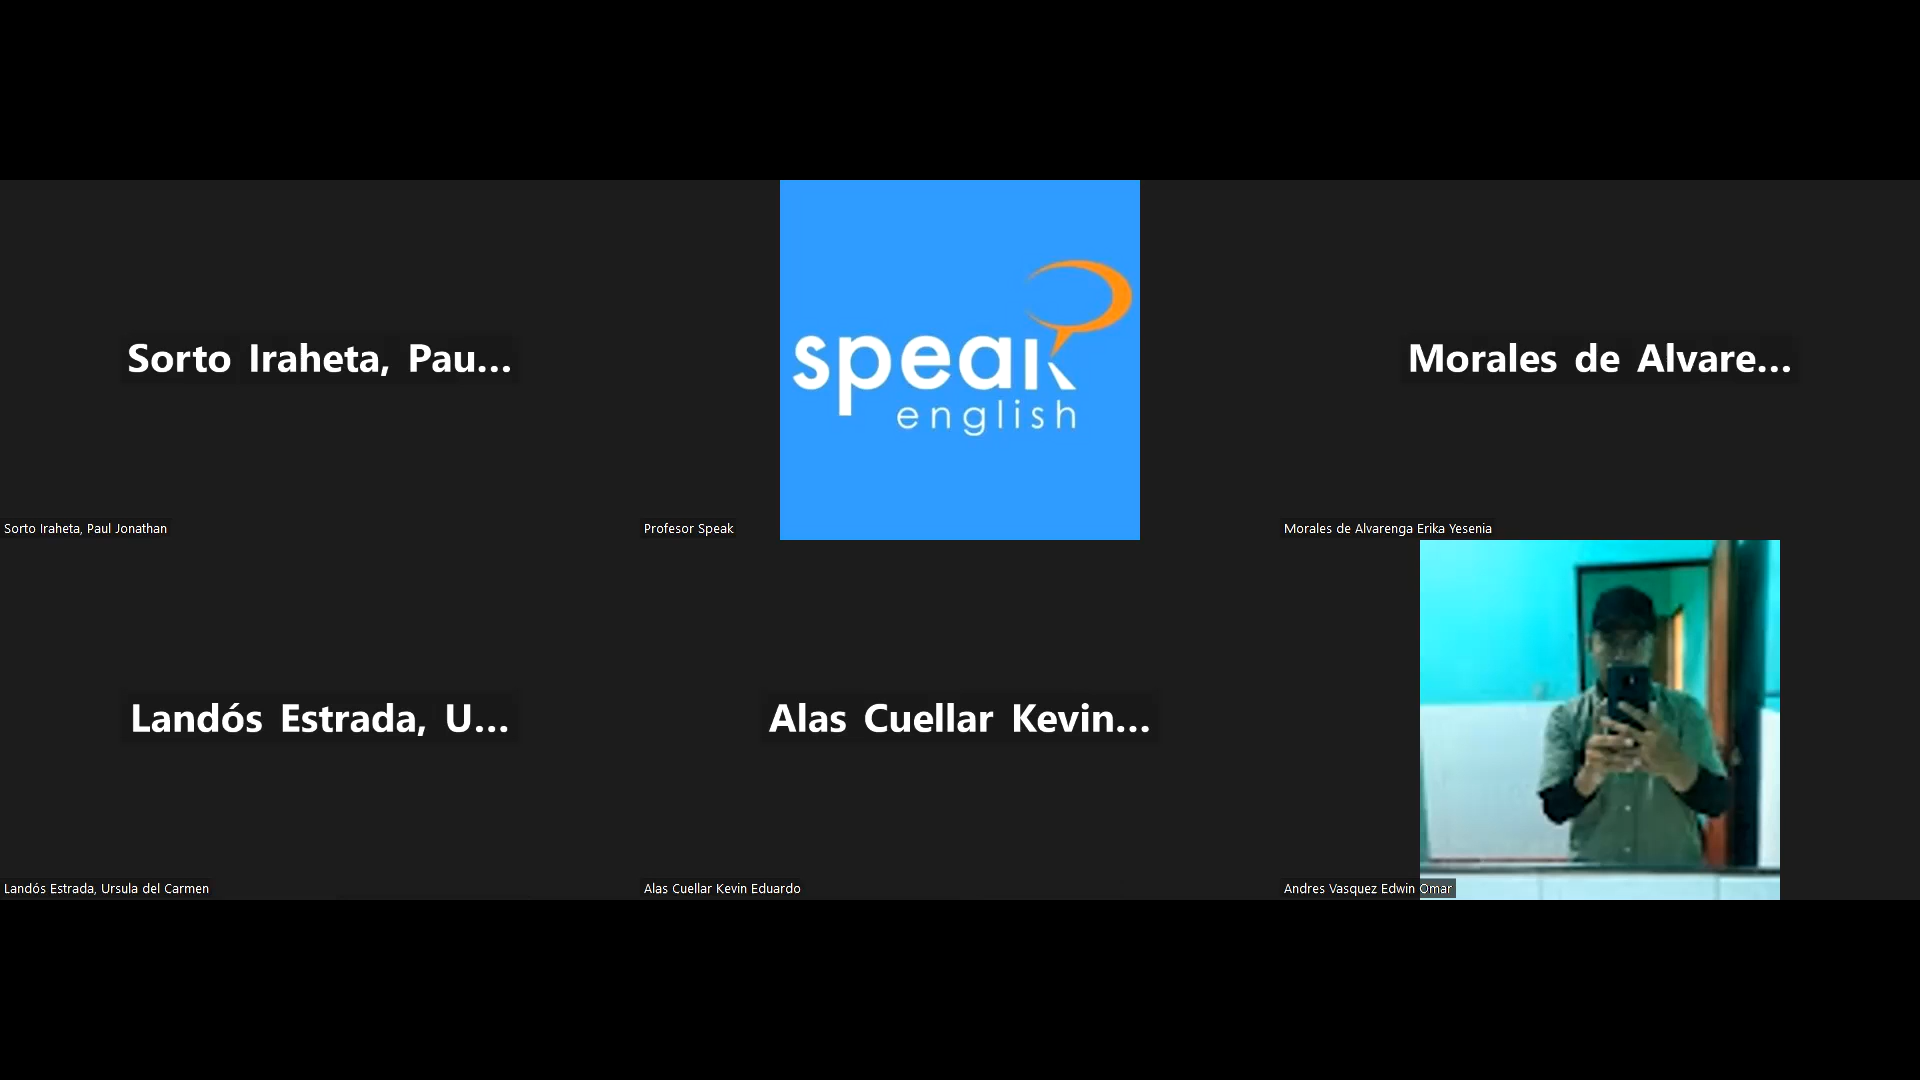 Sorto Iraheta, Pau...
speak
english
Morales de Alvare...
Sorto Iraheta, Paul Jonathan
Profesor Speak
Morales de Alvarenga Erika Yesenia
Landós Estrada, U...
Alas Cuellar Kevin...
Landós Estrada, Ursula del Carmen
Alas Cuellar Kevin Eduardo
Andres Vasquez Edwin Omar